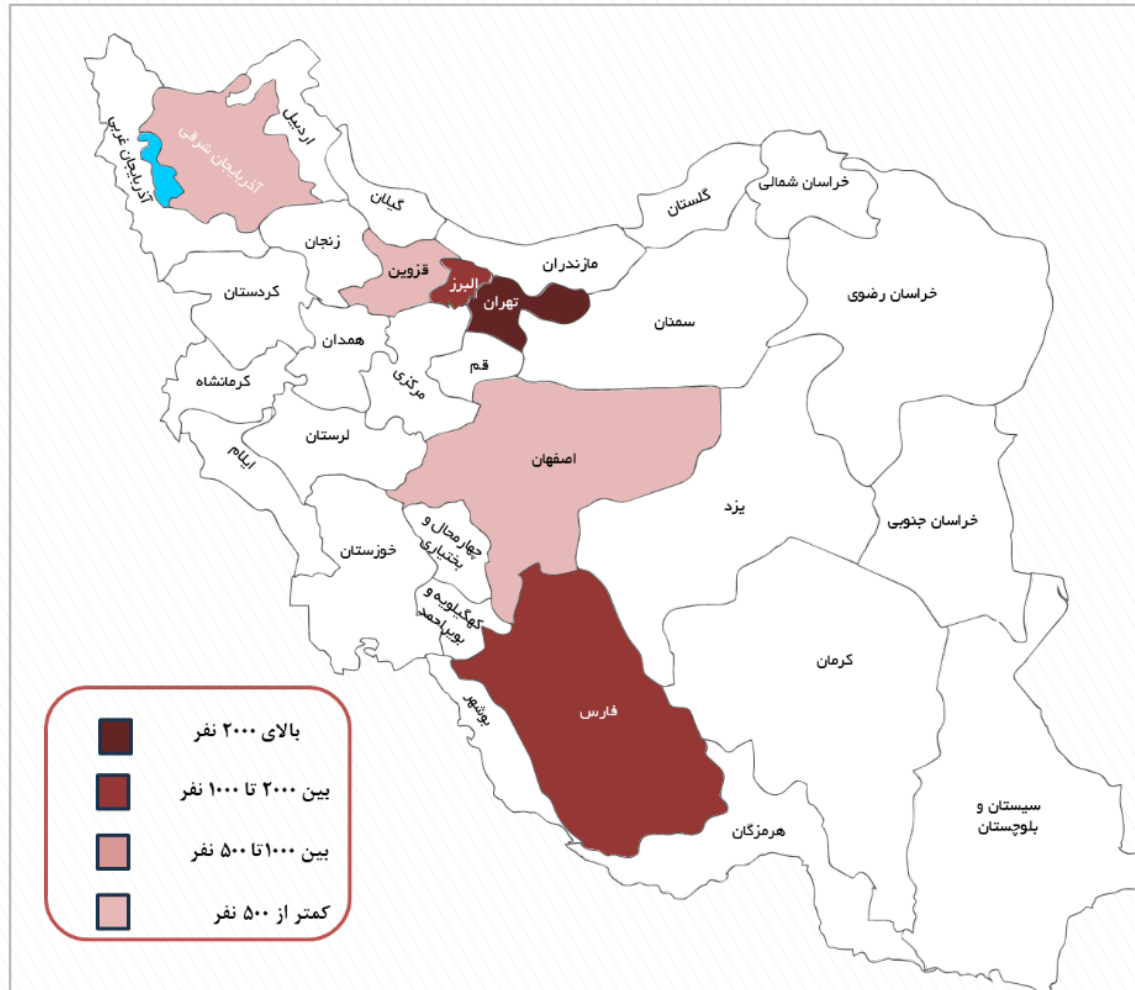 اردبیل
آذربایجان شرقی
آذربایجان غربی
گیلان
زنجان
قزوین
البرز
تهران
مازندران
گلستان
خراسان شمالی
خراسان رضوی
سمنان
کردستان
همدان
مرکزی
قم
کرمانشاه
لرستان
ایلام
اصفهان
یزد
خراسان جنوبی
خوزستان
چهارمحال و
بختیاری
کهگیلویه و
بویراحمد
فارس
کرمان
بوشهر
هرمزگان
سیستان و
بلوچستان
بالای ۲۰۰۰ نفر
بین ۲۰۰۰ تا ۱۰۰۰ نفر
بین ۱۰۰۰ تا ۵۰۰ نفر
کمتر از ۵۰۰ نفر